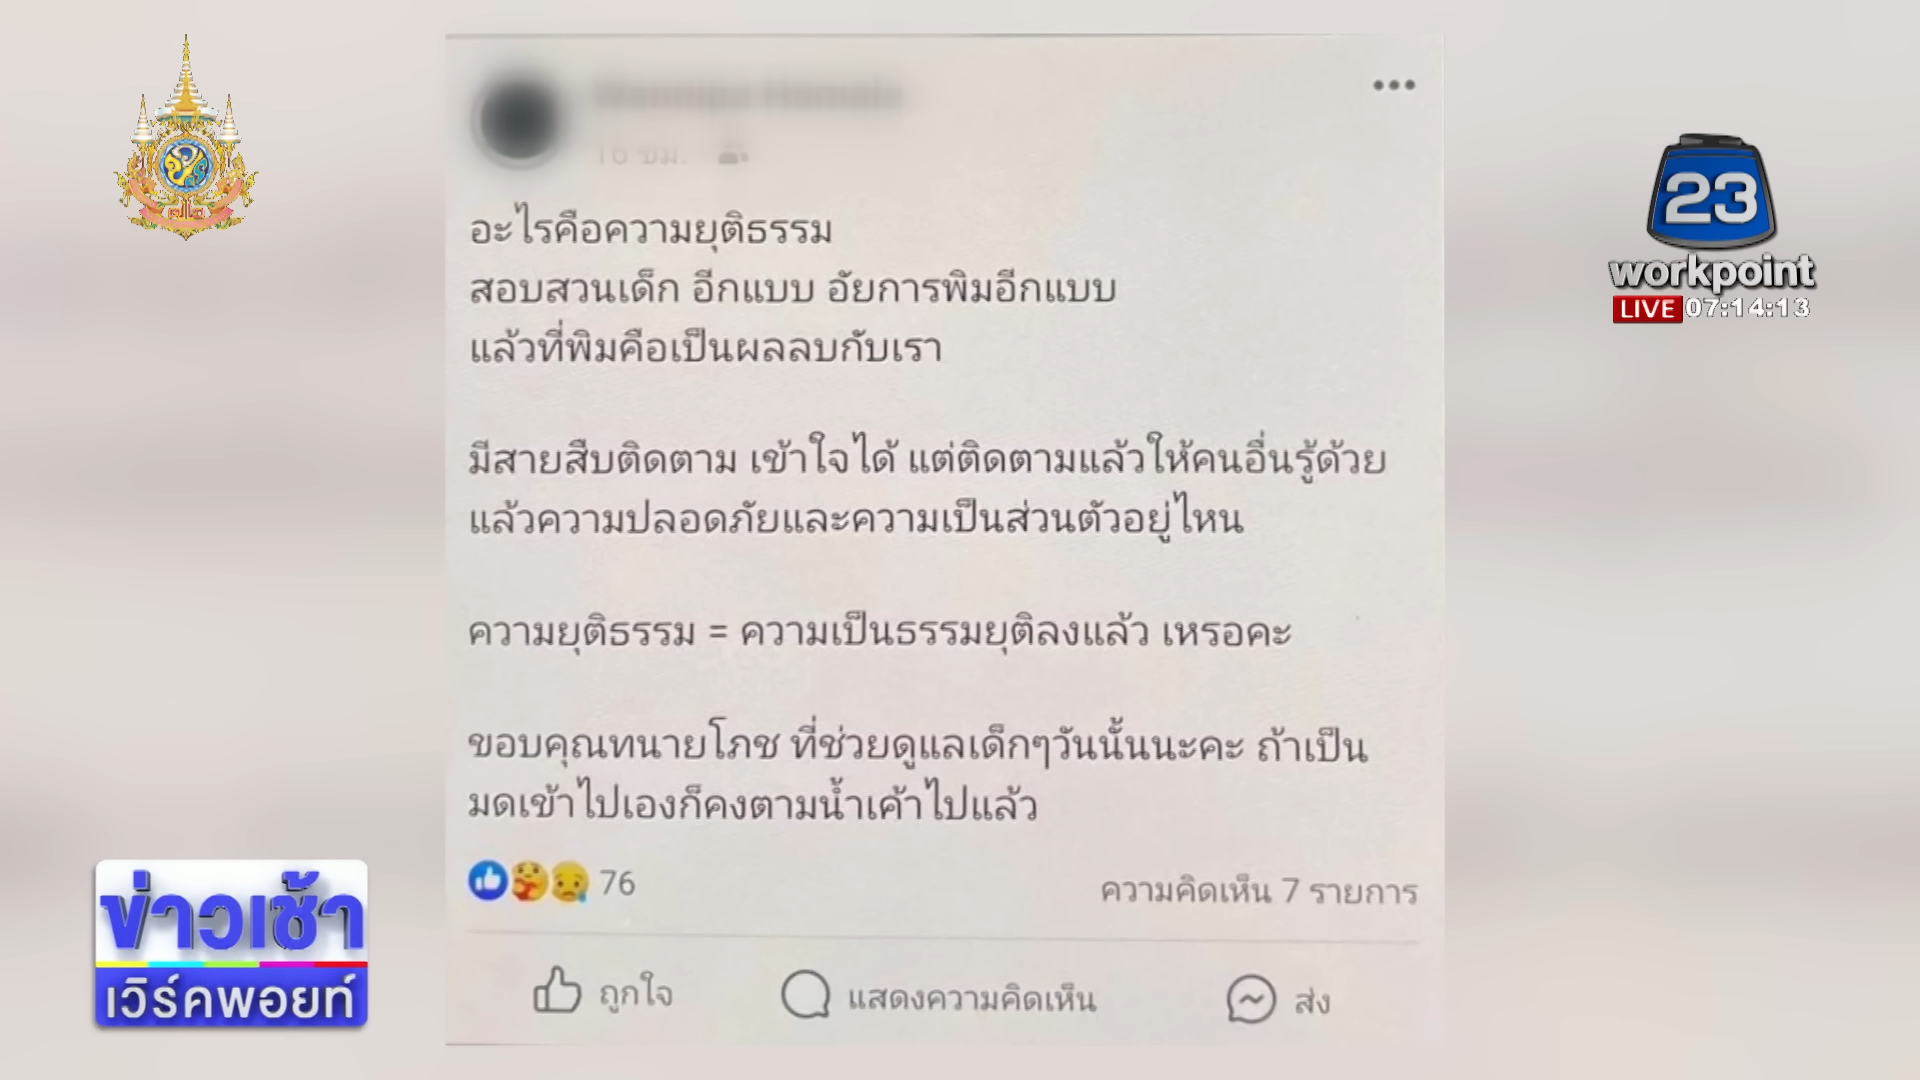 16 ชม.
อะไรคือความยุติธรรม
สอบสวนเด็ก อีกแบบ อัยการพิมอีกแบบ
แล้วที่พิมคือเป็นผลลบกับเรา
มีสายสืบติดตาม เข้าใจได้ แต่ติดตามแล้วให้คนอื่นรู้ด้วย
แล้วความปลอดภัยและความเป็นส่วนตัวอยู่ไหน
ความยุติธรรม = ความเป็นธรรมยุติลงแล้ว เหรอคะ
ขอบคุณทนายโภช ที่ช่วยดูแลเด็กๆวันนั้นนะคะ ถ้าเป็น
มดเข้าไปเองก็คงตามน้ำเค้าไปแล้ว
76
ความคิดเห็น 7 รายการ
ถูกใจ
แสดงความคิดเห็น
ส่ง
23
workpoint
LIVE 07:14:13
ข่าวเช้า
เวิร์คพอยท์